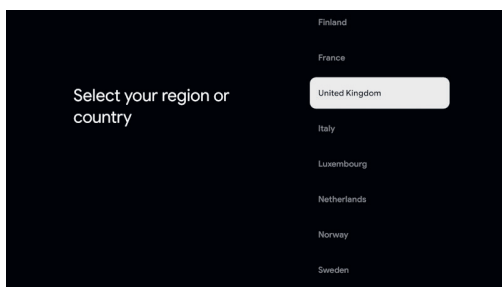 Select your region or
country
Finland
France
United Kingdom
Italy
Luxembourg
Netherlands
Norway
Sweden